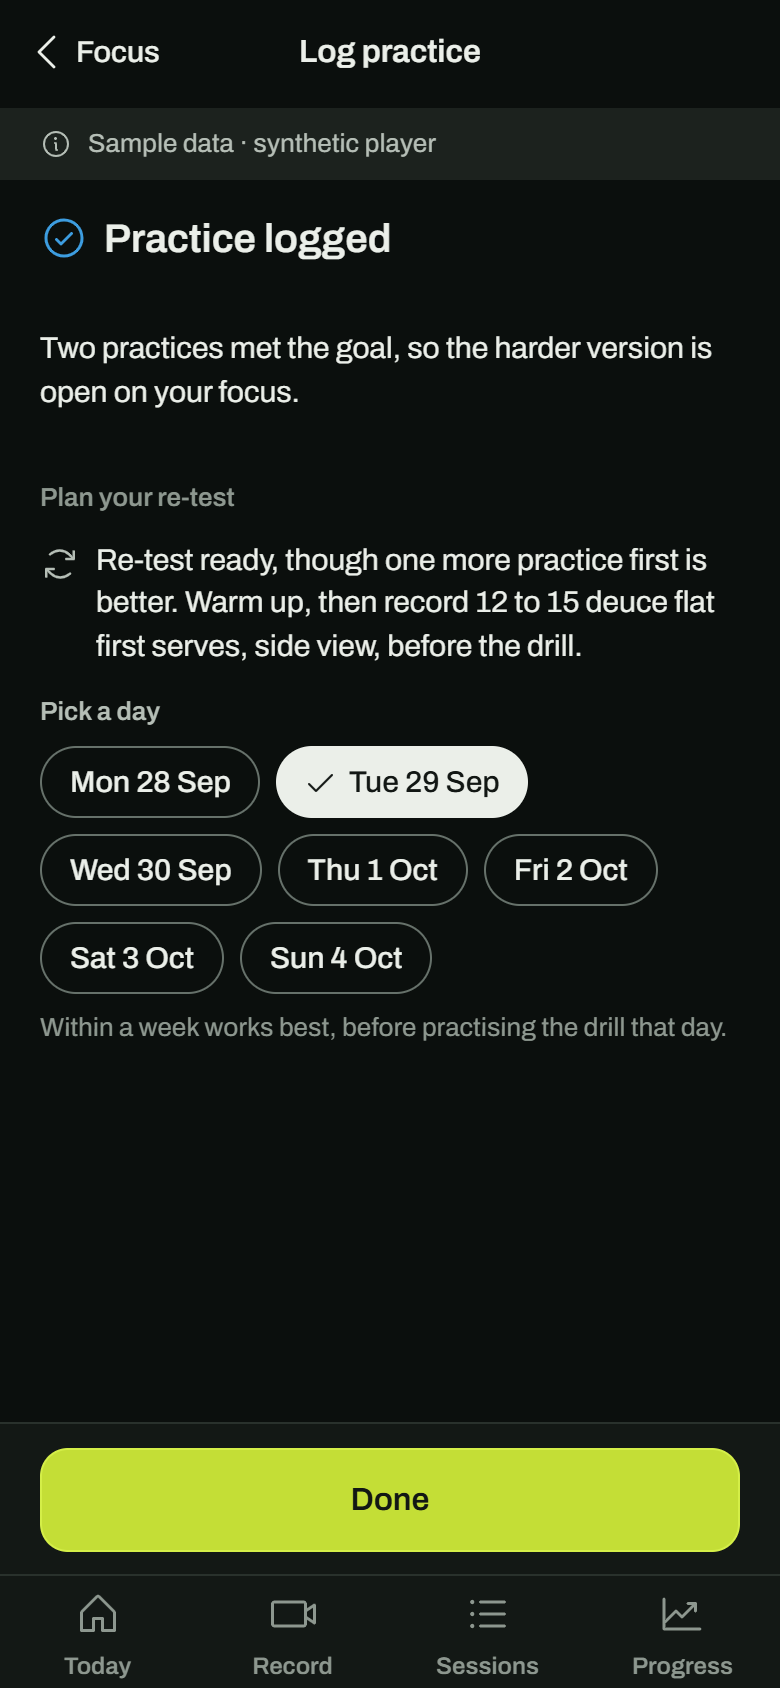 Focus
Log practice
Sample data · synthetic player
Practice logged
Two practices met the goal, so the harder version is
open on your focus.
Plan your re-test
Re-test ready, though one more practice first is
better. Warm up, then record 12 to 15 deuce flat
first serves, side view, before the drill.
Pick a day
Mon 28 Sep
Tue 29 Sep
Wed 30 Sep
Thu 1 Oct
Fri 2 Oct
Sat 3 Oct
Sun 4 Oct
Within a week works best, before practising the drill that day.
Done
Today
Record
Sessions
Progress